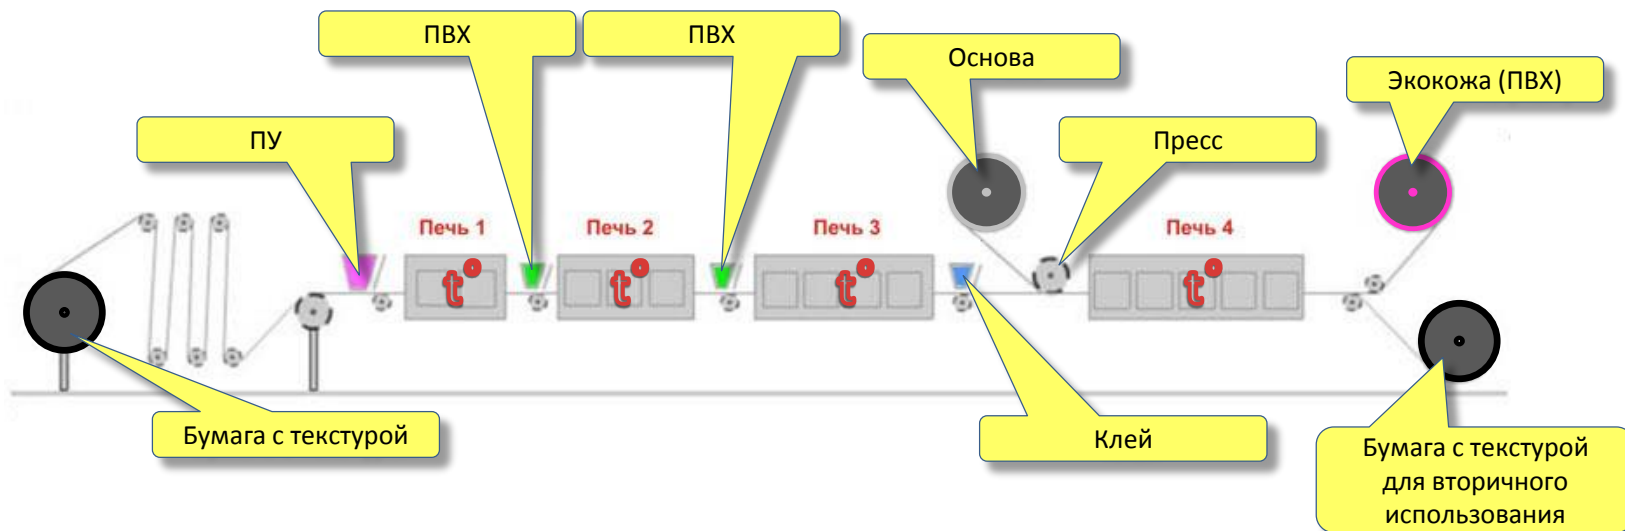 ПВХ
ПВХ
Основа
Экокожа (ПВХ)
ПУ
Пресс
Печь 1
Печь 2
Печь 3
Печь 4
t°
t°
t°
t°
Бумага с текстурой
Клей
Бумага с текстурой
для вторичного
использования